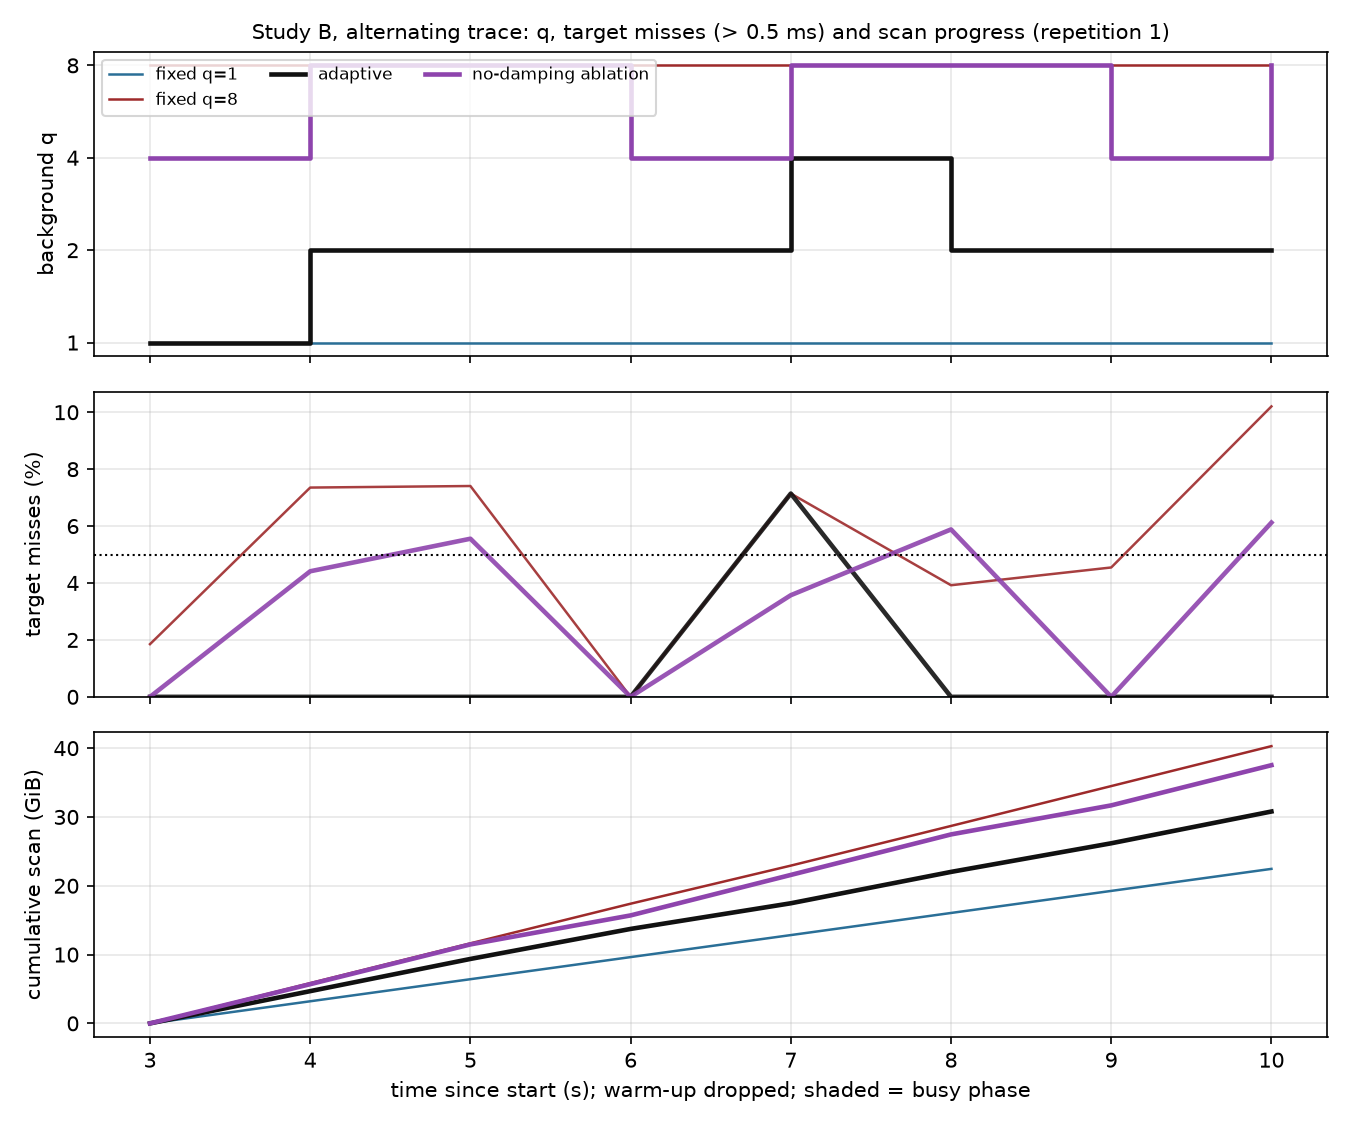 Study B, alternating trace: q, target misses (> 0.5 ms) and scan progress (repetition 1)
fixed q=1
adaptive
no-damping ablation
fixed q=8
background q
8
4
2
1
target misses (%)
10
8
6
4
2
0
cumulative scan (GiB)
40
30
20
10
0
3 4 5 6 7 8 9 10
time since start (s); warm-up dropped; shaded = busy phase